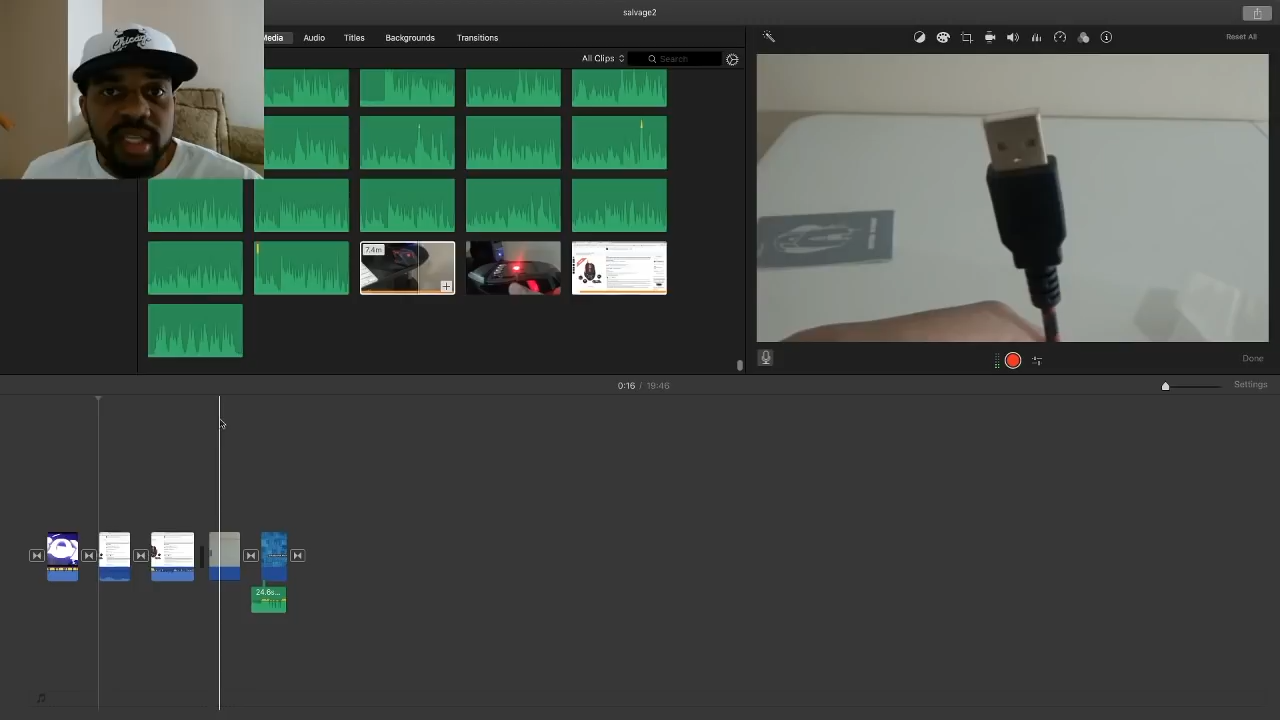 salvage2
Media
Audio
Titles
Backgrounds
Transitions
Reset All
All Clips
Search
Chicago
7.4m
Done
0:16 / 19:46
Settings
24.6s...